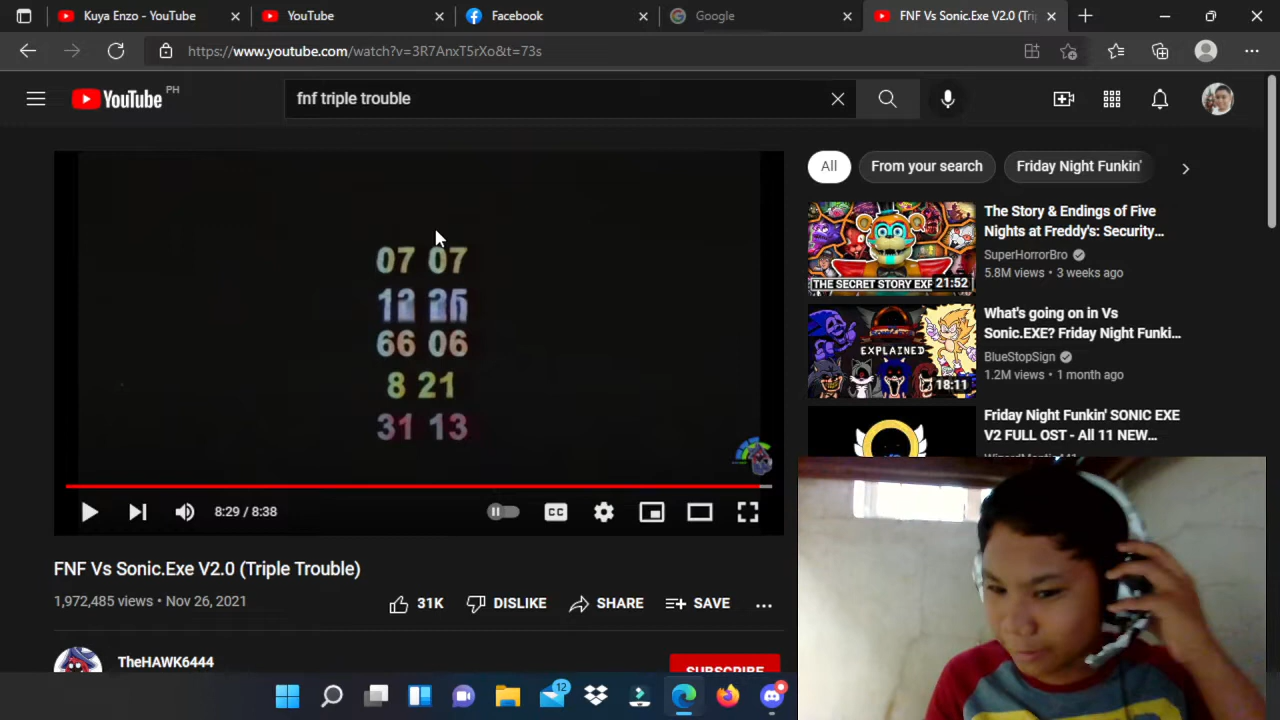 Kuya Enzo - YouTube
YouTube
Facebook
Google
FNF Vs Sonic.Exe V2.0 (Trip
https://www.youtube.com/watch?v=3R7AnxT5rXo&t=73s
YouTube PH
fnf triple trouble
All
From your search
Friday Night Funkin'
07 07
66 06
8 21
31 13
8:29 / 8:38
CC
FNF Vs Sonic.Exe V2.0 (Triple Trouble)
1,972,485 views • Nov 26, 2021
31K
DISLIKE
SHARE
SAVE
TheHAWK6444
SUBSCRIBE
THE SECRET STORY EXP
21:52
The Story & Endings of Five
Nights at Freddy's: Security...
SuperHorrorBro
5.8M views • 3 weeks ago
EXPLAINED
18:11
What's going on in Vs
Sonic.EXE? Friday Night Funki...
BlueStopSign
1.2M views • 1 month ago
Friday Night Funkin' SONIC EXE
V2 FULL OST - All 11 NEW...
12